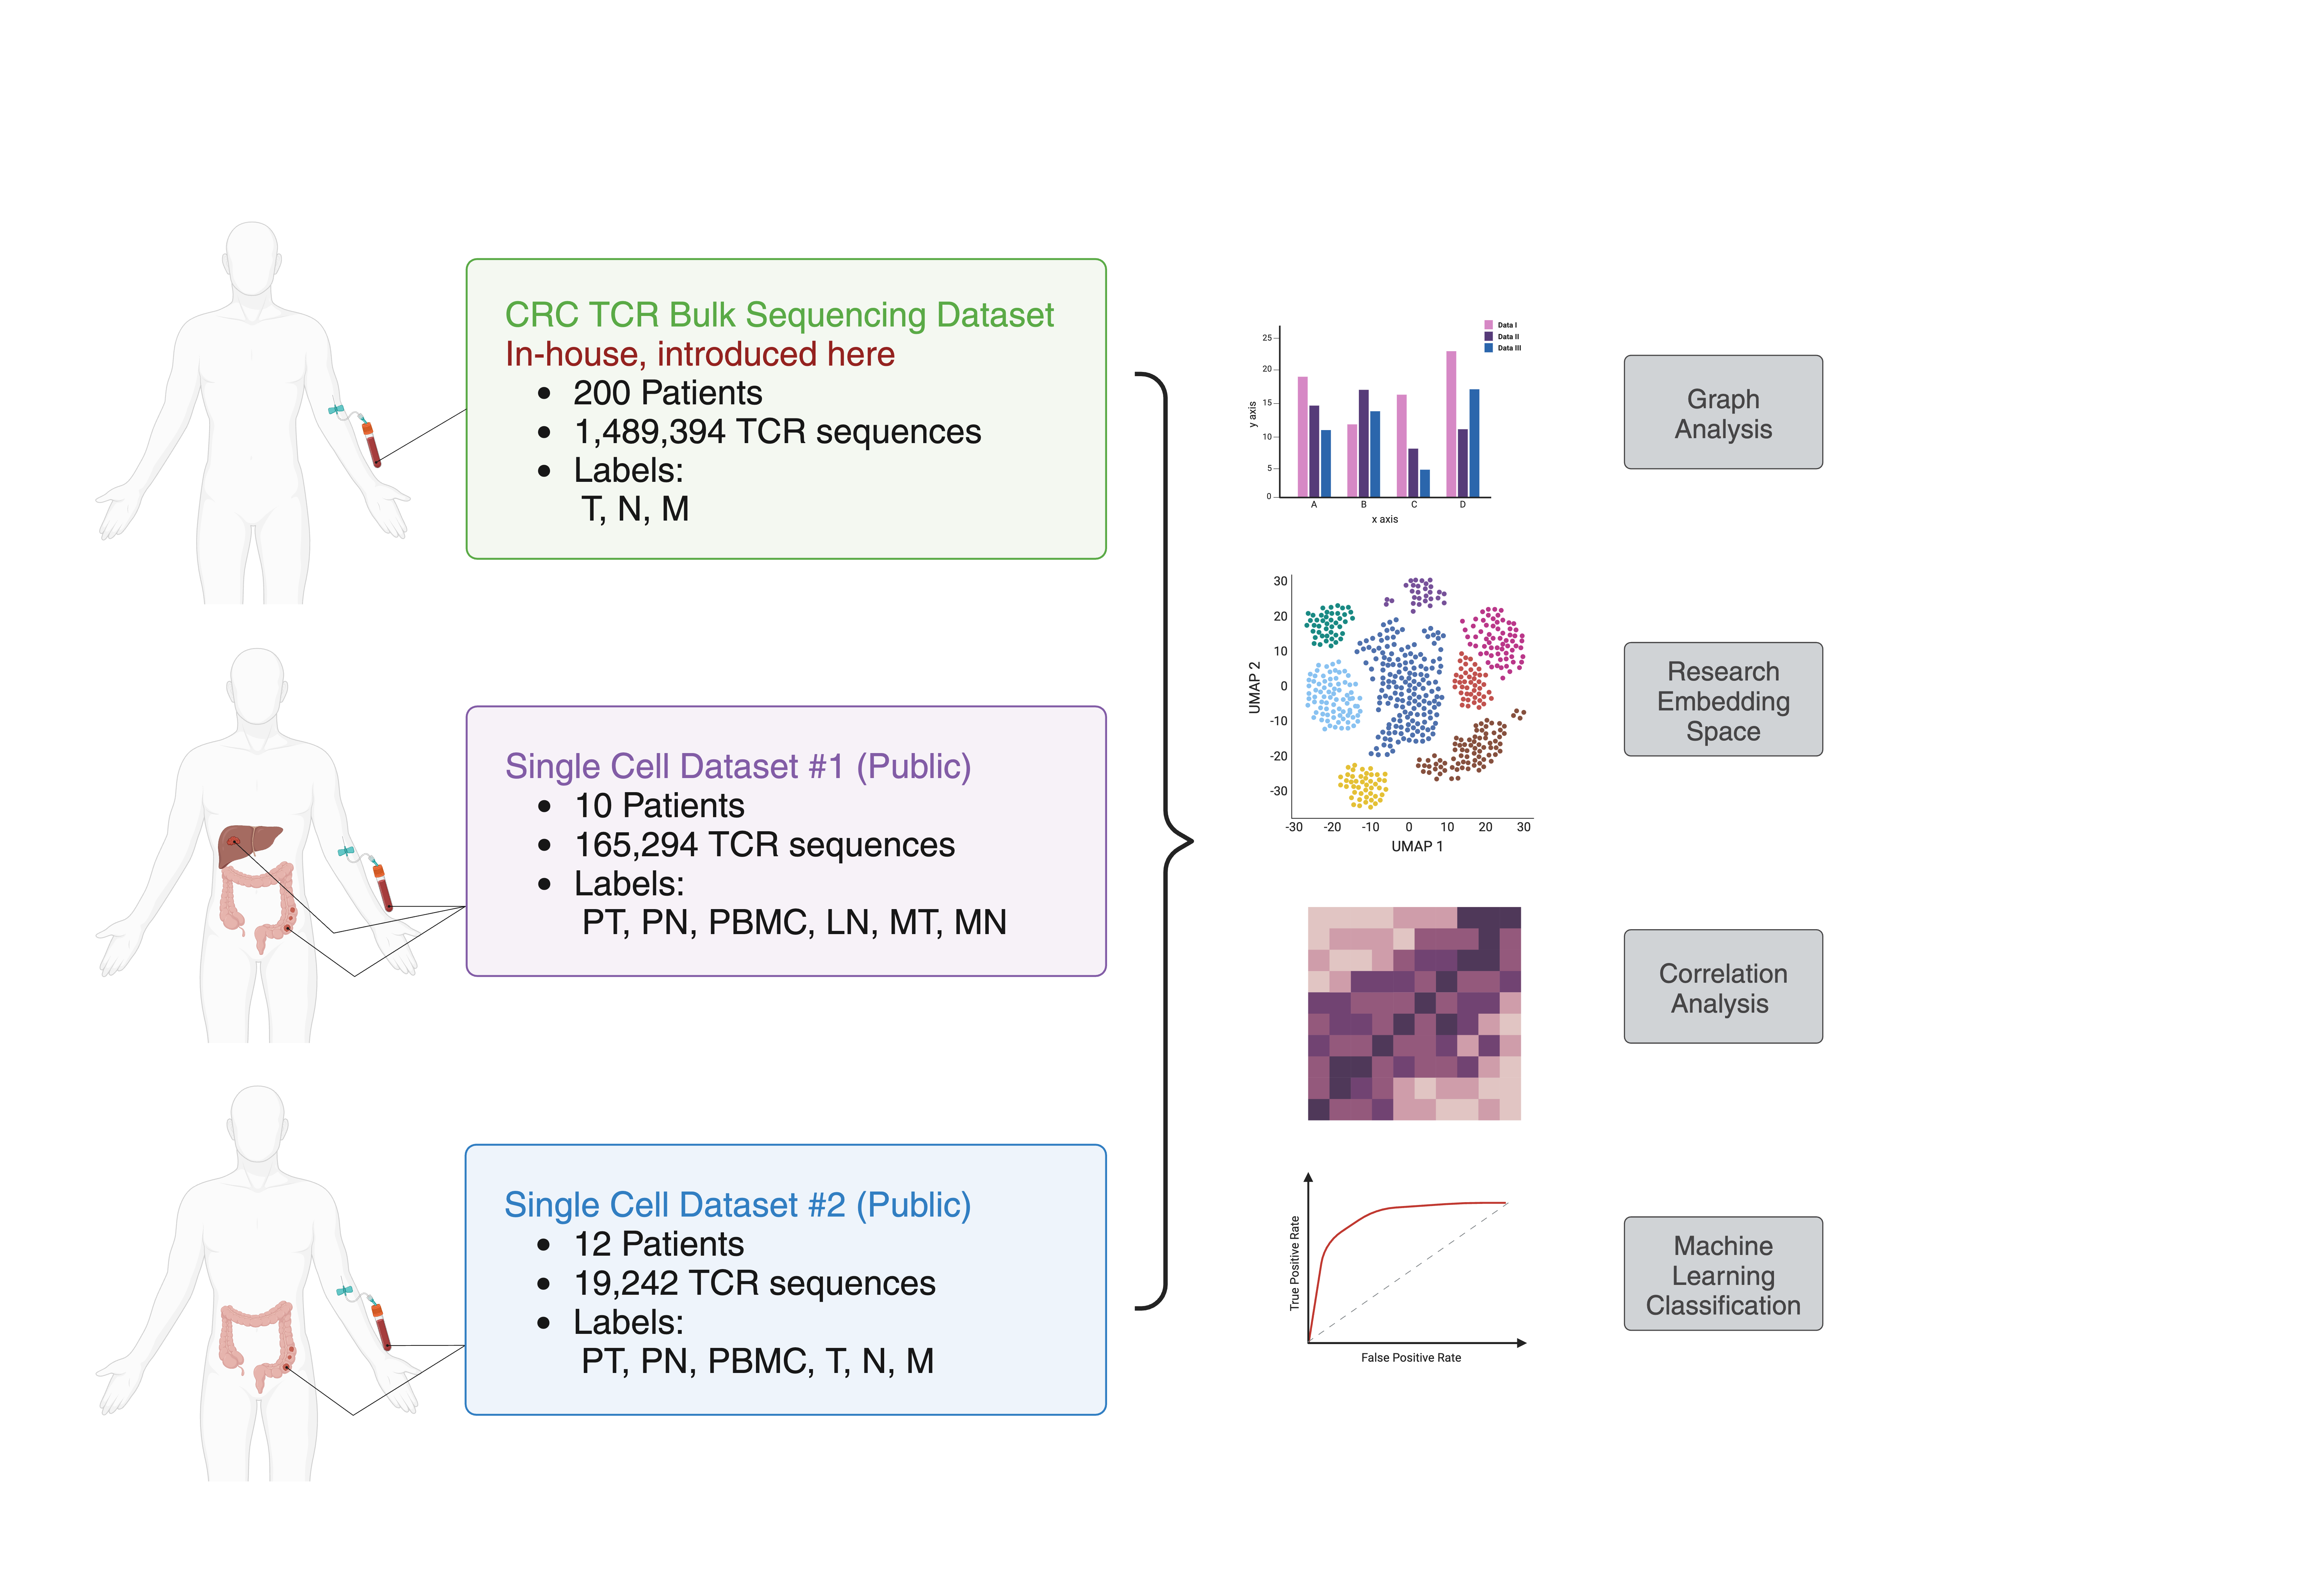 CRC TCR Bulk Sequencing Dataset
In-house, introduced here
• 200 Patients
• 1,489,394 TCR sequences
• Labels:
T, N, M
Single Cell Dataset #1 (Public)
• 10 Patients
• 165,294 TCR sequences
• Labels:
PT, PN, PBMC, LN, MT, MN
Single Cell Dataset #2 (Public)
• 12 Patients
• 19,242 TCR sequences
• Labels:
PT, PN, PBMC, T, N, M
Data I
Data II
Data III
y axis
25
20
15
10
5
0
A B C D
x axis
Graph
Analysis
UMAP 2
30
20
10
0
-10
-20
-30
-30 -20 -10 0 10 20 30
UMAP 1
Research
Embedding
Space
Correlation
Analysis
True Positive Rate
False Positive Rate
Machine
Learning
Classification